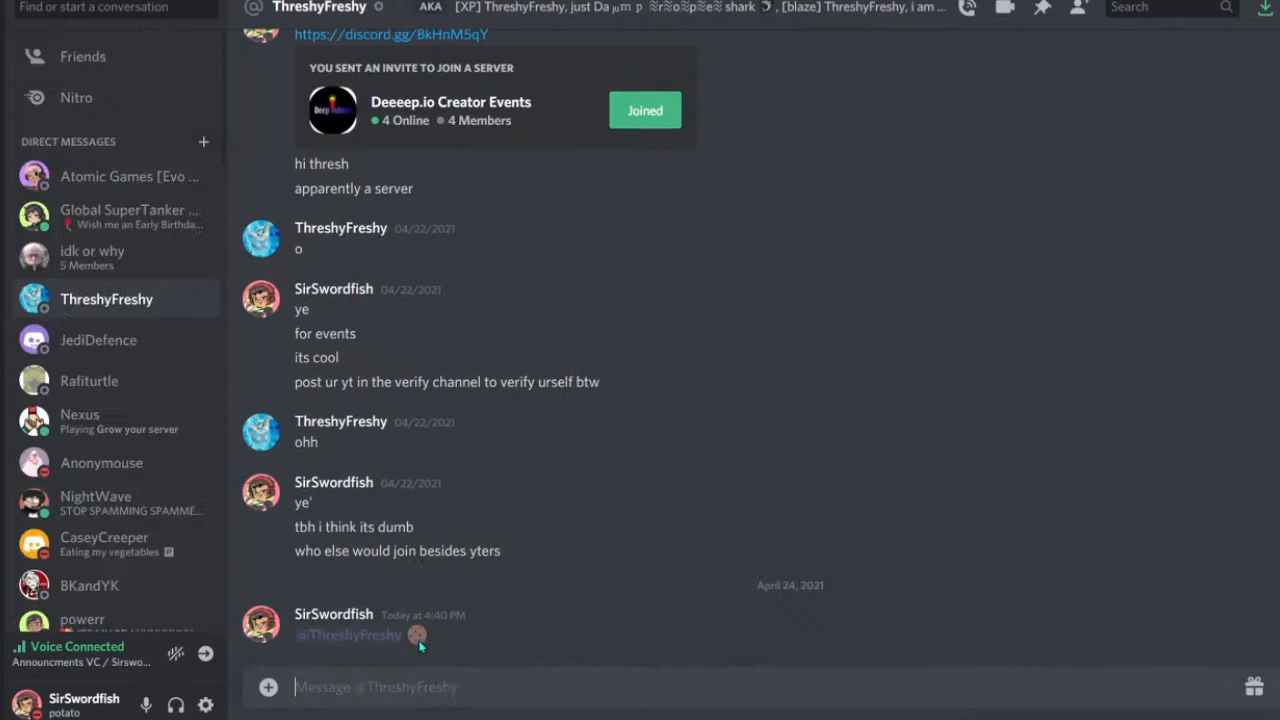 Find or start a conversation
Friends
Nitro
DIRECT MESSAGES
Atomic Games [Evo ...
Global SuperTanker ...
Wish me an Early Birthda...
idk or why
5 Members
ThreshyFreshy
JediDefence
Rafiturtle
Nexus
Playing Grow your server
Anonymouse
NightWave
STOP SPAMMING SPAMME...
CaseyCreeper
Eating my vegetables
BKandYK
powerr
Voice Connected
Announcments VC / Sirswo...
SirSwordfish
potato
@ ThreshyFreshy AKA [XP] ThreshyFreshy, just Da [blaze] ThreshyFreshy, i am ... Search
https://discord.gg/BkHnM5qY
YOU SENT AN INVITE TO JOIN A SERVER
Deeeep.io Creator Events
4 Online 4 Members
Joined
hi thresh
apparently a server
ThreshyFreshy 04/22/2021
o
SirSwordfish 04/22/2021
ye
for events
its cool
post ur yt in the verify channel to verify urself btw
ThreshyFreshy 04/22/2021
ohh
SirSwordfish 04/22/2021
ye'
tbh i think its dumb
who else would join besides yters
April 24, 2021
SirSwordfish Today at 4:40 PM
@ThreshyFreshy
Message @ThreshyFreshy